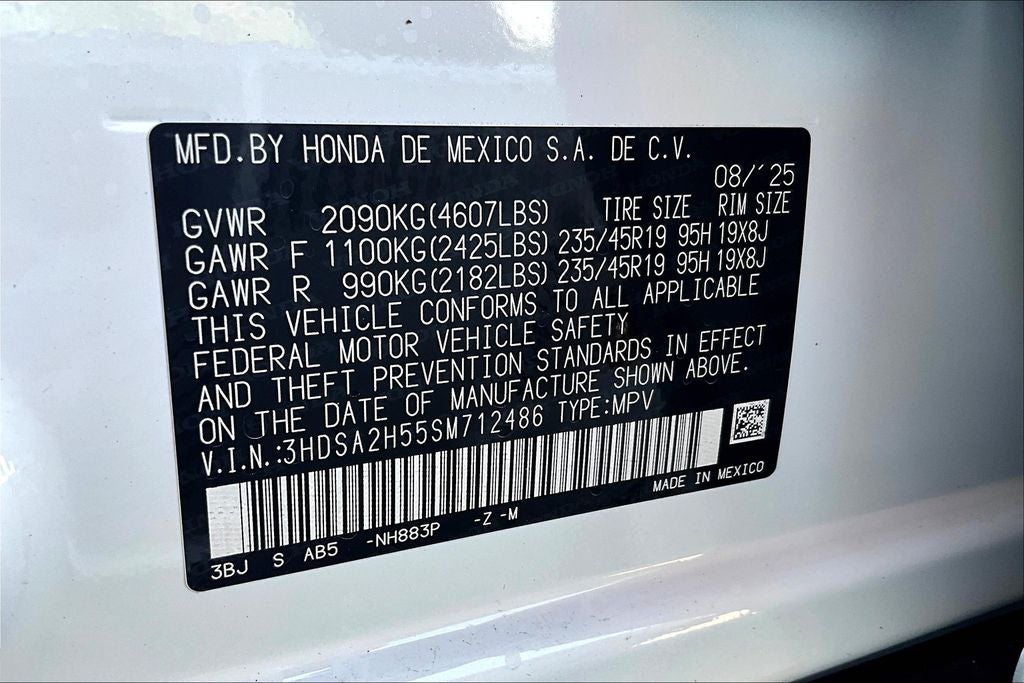 MFD.BY HONDA DE MEXICO S.A. DE C.V.
08/'25
GVWR 2090KG(4607LBS) TIRE SIZE RIM SIZE
GAWR F 1100KG(2425LBS) 235/45R19 95H 19X8J
GAWR R 990KG(2182LBS) 235/45R19 95H 19X8J
THIS VEHICLE CONFORMS TO ALL APPLICABLE
FEDERAL MOTOR VEHICLE SAFETY
AND THEFT PREVENTION STANDARDS IN EFFECT
ON THE DATE OF MANUFACTURE SHOWN ABOVE.
V.I.N.:3HDSA2H55SM712486 TYPE:MPV
MADE IN MEXICO
3BJ S AB5 -NH883P -Z -M